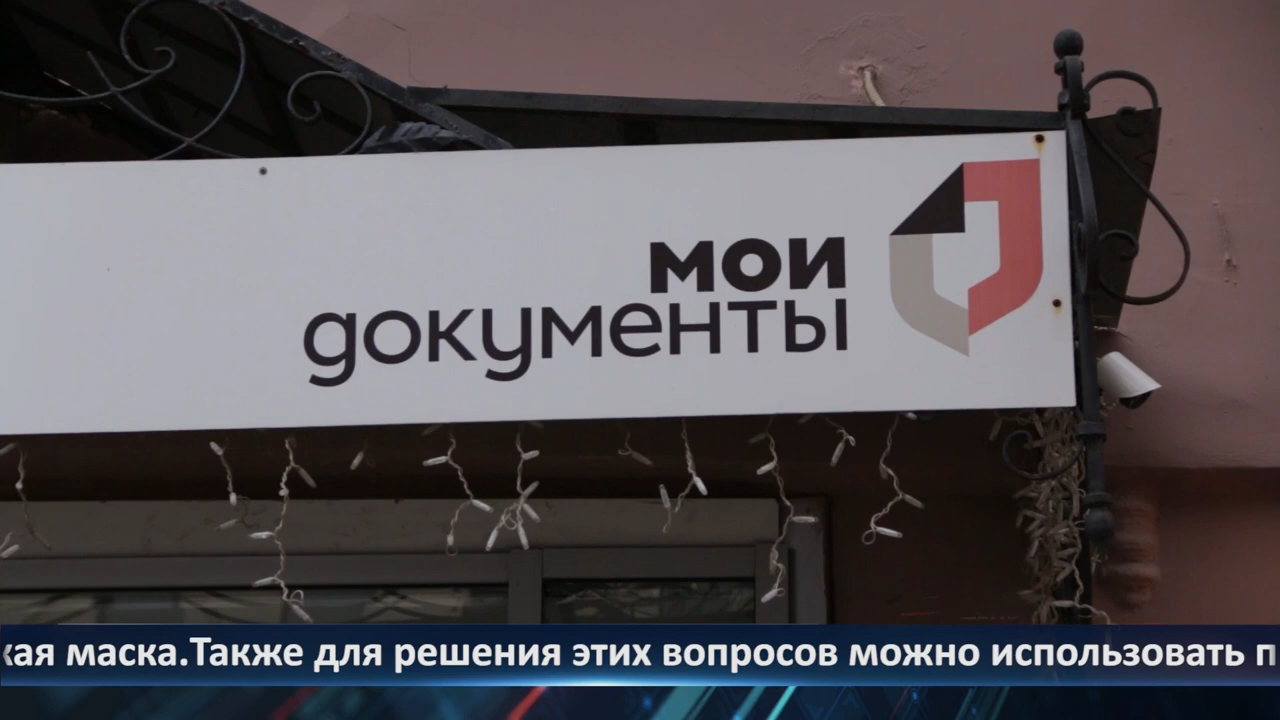 мои
документы
кая маска.Также для решения этих вопросов можно использовать п